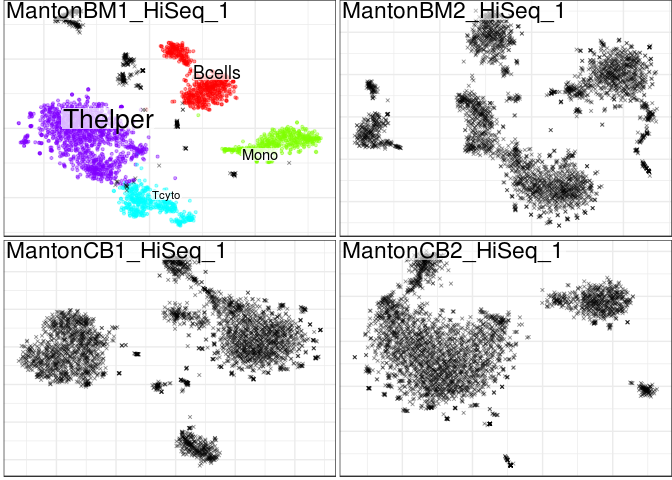 MantonBM1_HiSeq_1
MantonBM2_HiSeq_1
Bcells
Thelper
Mono
Tcyto
MantonCB1_HiSeq_1
MantonCB2_HiSeq_1